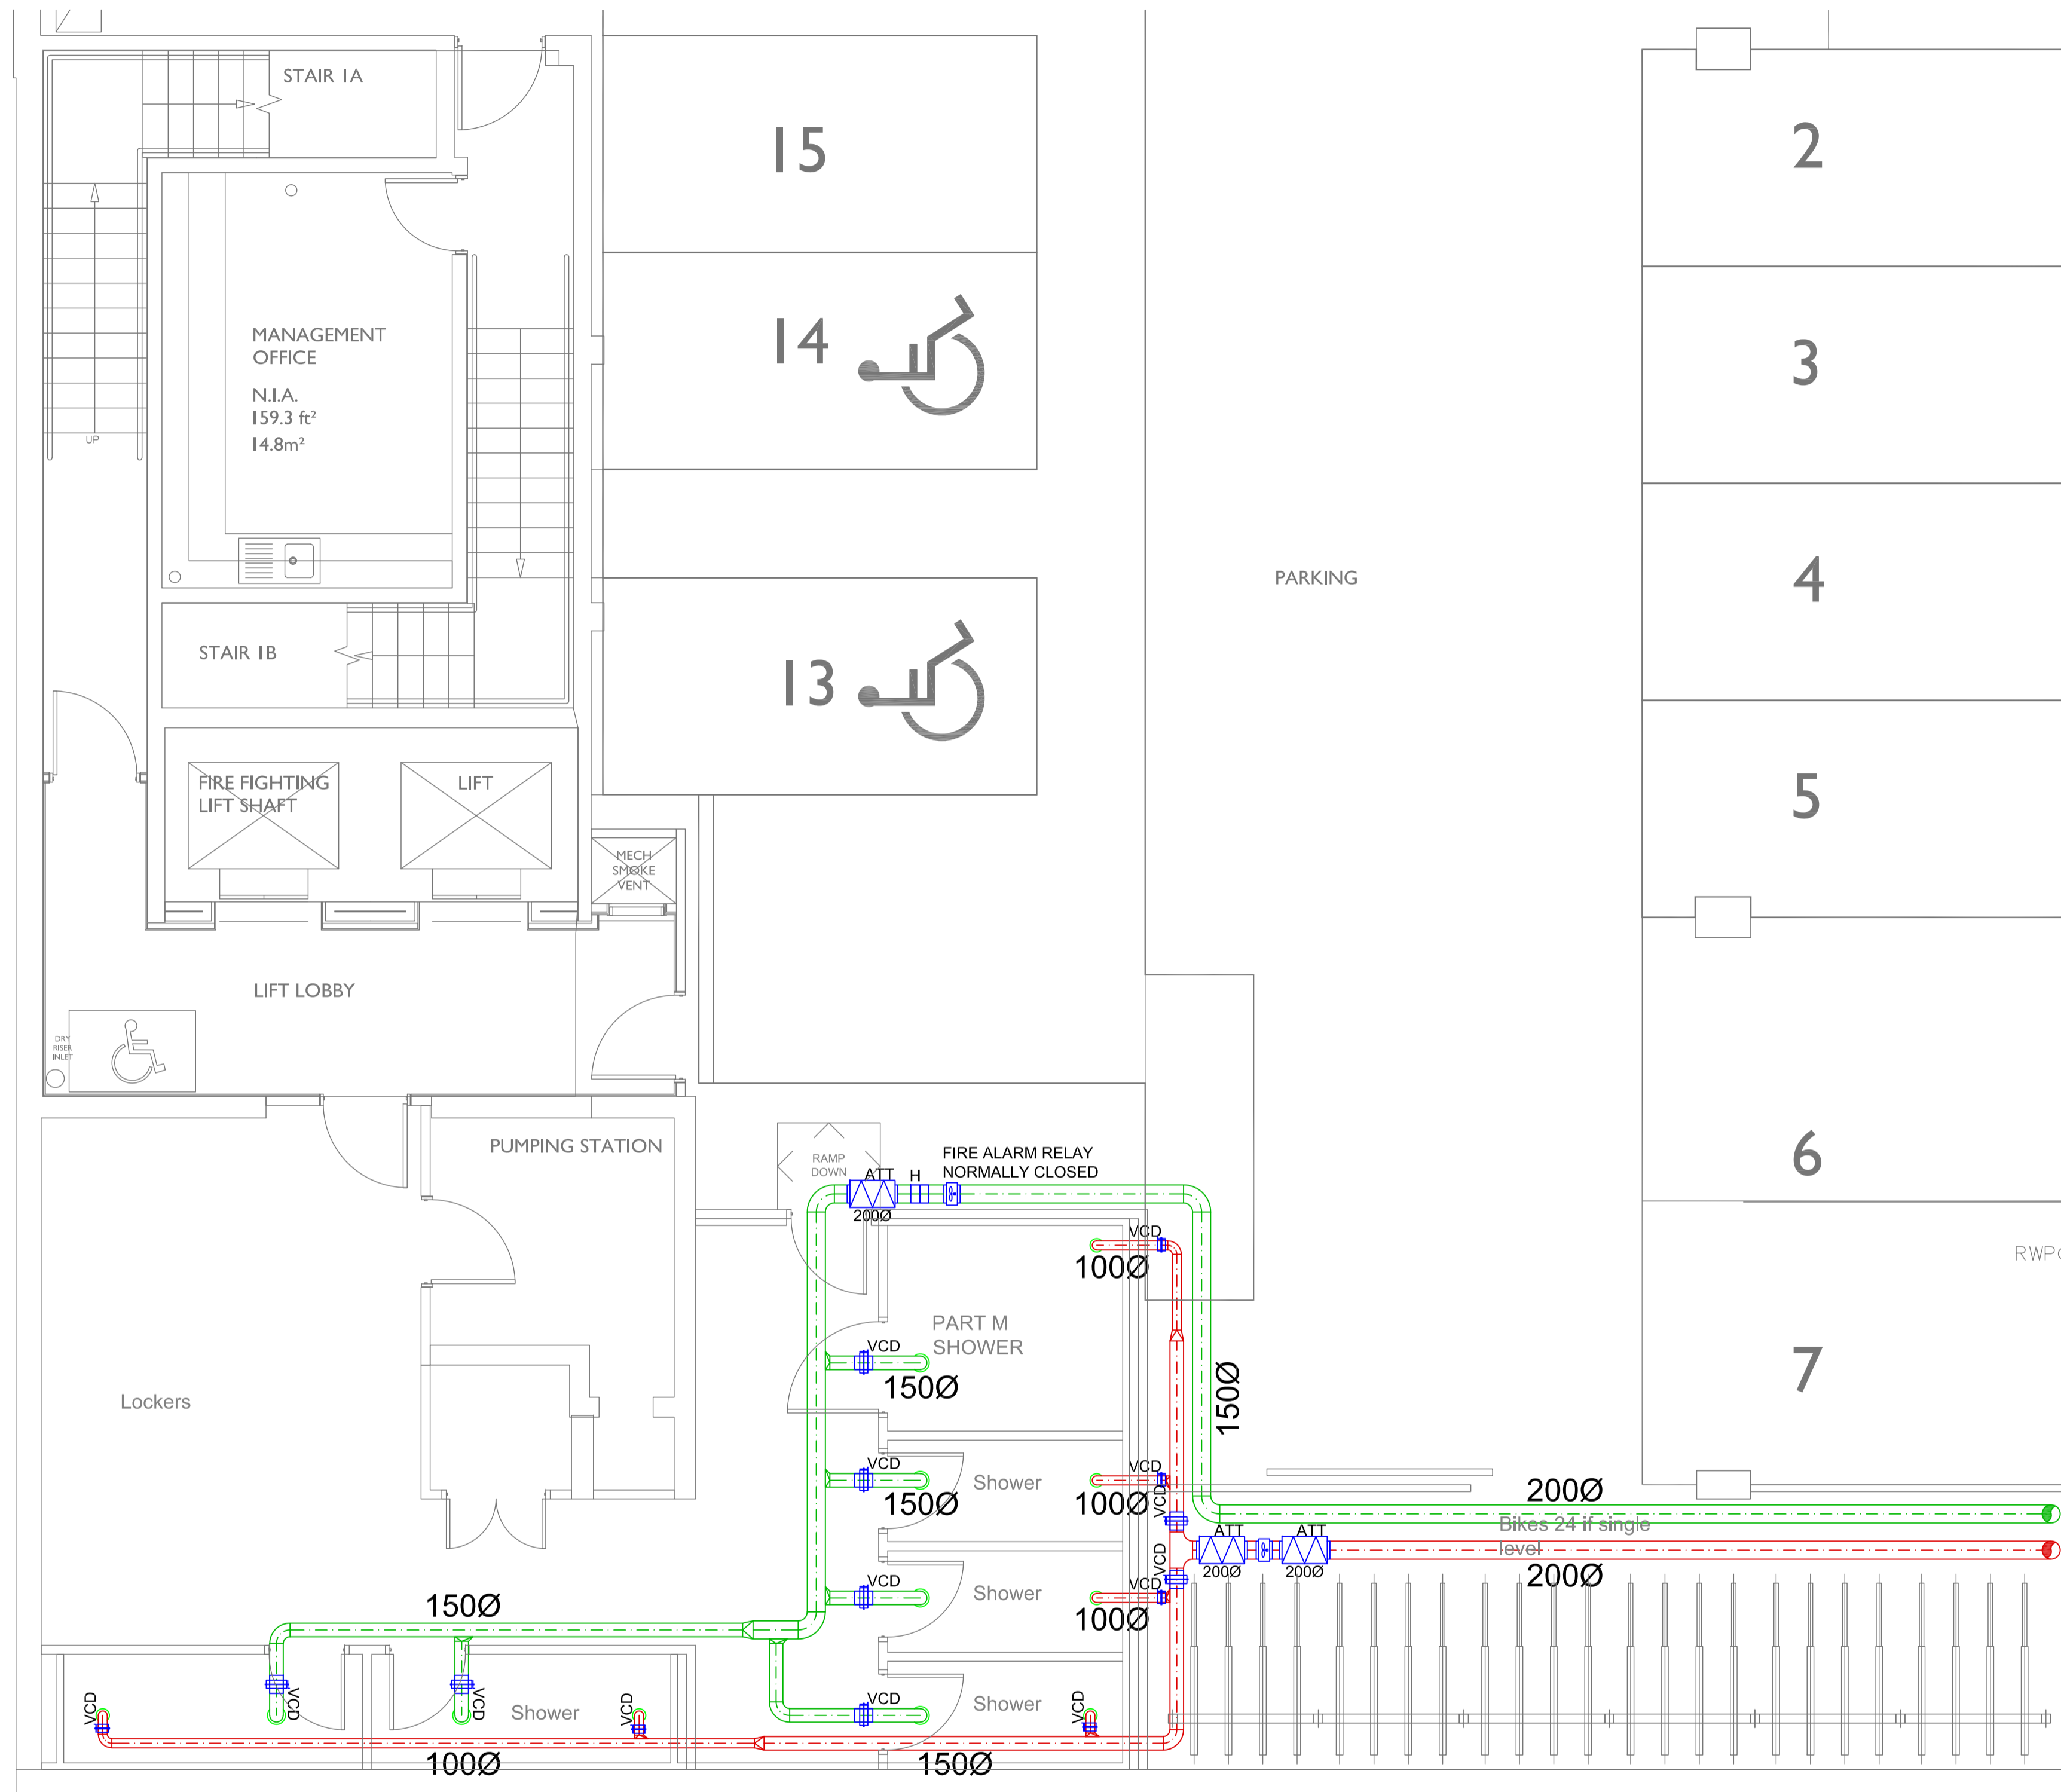 STAIR 1A
15
2
MANAGEMENT
OFFICE
N.I.A.
159.3 ft²
14.8m²
14
3
UP
PARKING
4
STAIR 1B
13
FIRE FIGHTING
LIFT SHAFT
LIFT
5
MECH
SMOKE
VENT
LIFT LOBBY
DRY
RISER
INLET
PUMPING STATION
RAMP
DOWN
FIRE ALARM RELAY
NORMALLY CLOSED
6
ATT
H
200Ø
VCD
100Ø
RWP
PART M
SHOWER
VCD
150Ø
150Ø
7
Lockers
VCD
150Ø
Shower
VCD
100Ø
VCD
200Ø
Bikes 24 if single
level
ATT
ATT
200Ø
200Ø
200Ø
VCD
VCD
Shower
VCD
100Ø
150Ø
VCD
VCD
VCD
Shower
VCD
VCD
Shower
VCD
100Ø
150Ø